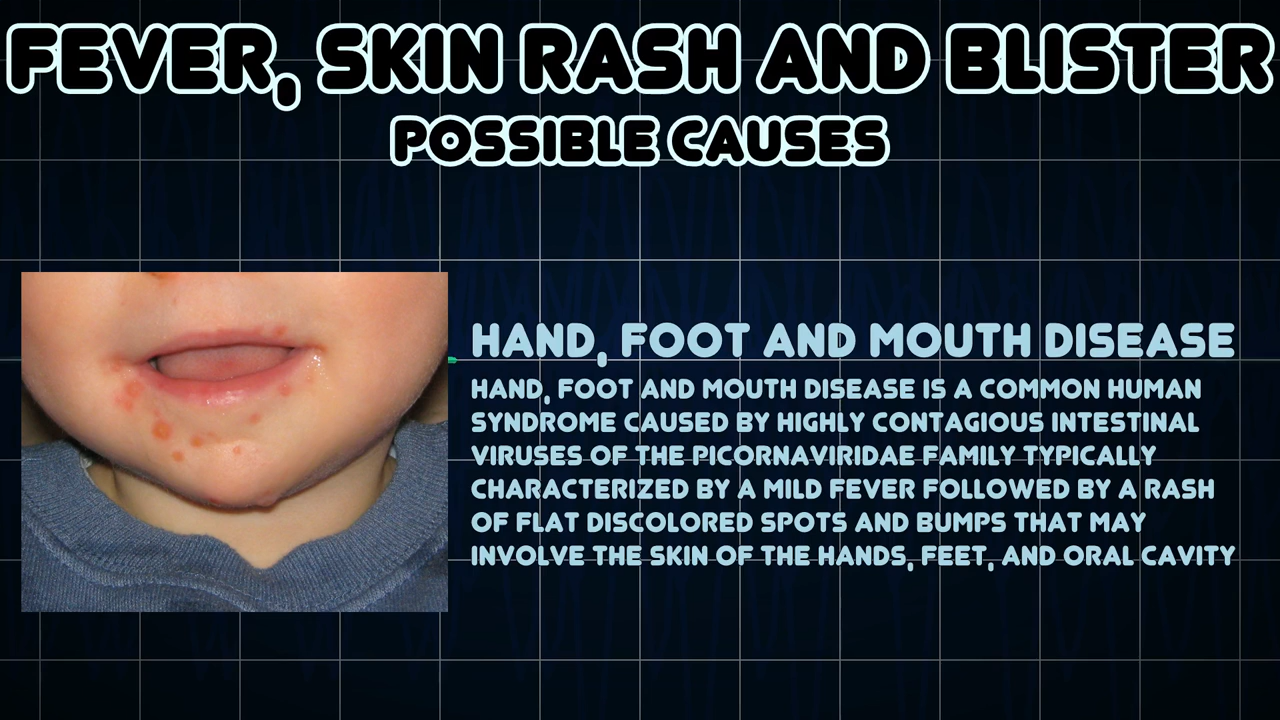 FEVER, SKIN RASH AND BLISTER
POSSIBLE CAUSES
HAND, FOOT AND MOUTH DISEASE
HAND, FOOT AND MOUTH DISEASE IS A COMMON HUMAN
SYNDROME CAUSED BY HIGHLY CONTAGIOUS INTESTINAL
VIRUSES OF THE PICORNAVIRIDAE FAMILY TYPICALLY
CHARACTERIZED BY A MILD FEVER FOLLOWED BY A RASH
OF FLAT DISCOLORED SPOTS AND BUMPS THAT MAY
INVOLVE THE SKIN OF THE HANDS, FEET, AND ORAL CAVITY